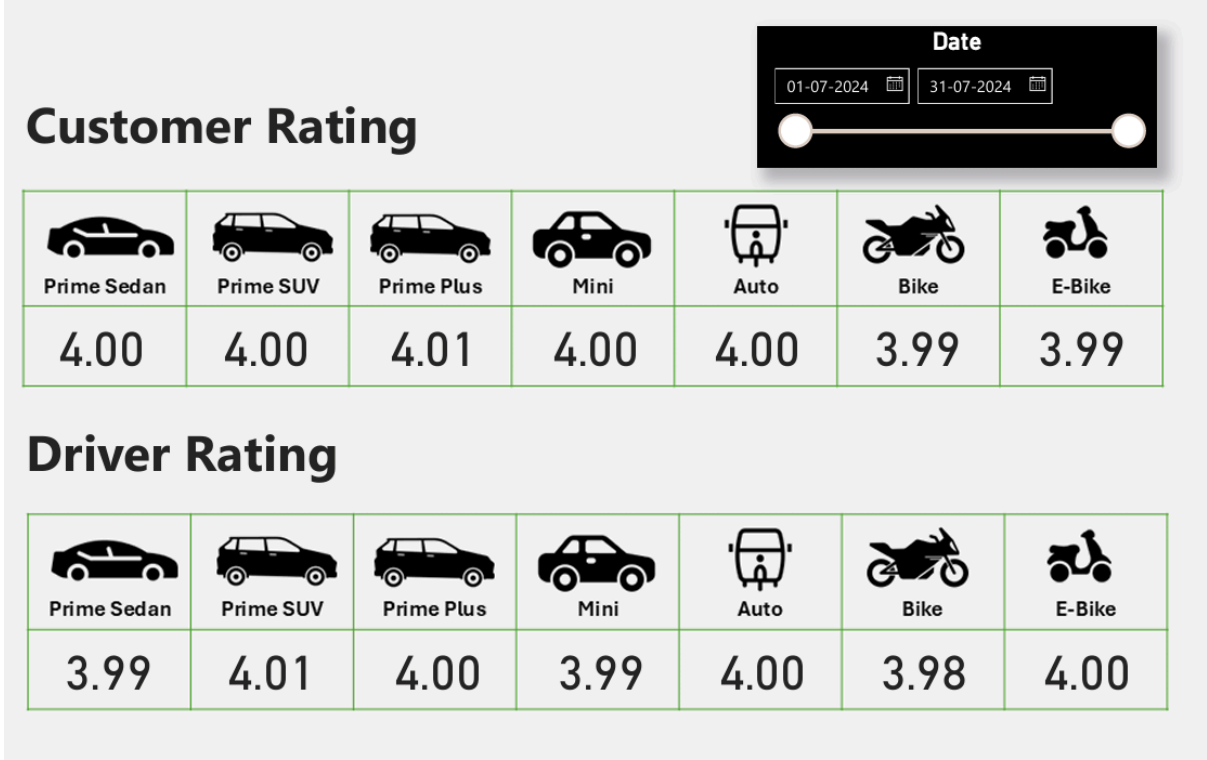 Date
01-07-2024 31-07-2024
Customer Rating
Prime Sedan Prime SUV Prime Plus Mini Auto Bike E-Bike
4.00 4.00 4.01 4.00 4.00 3.99 3.99
Driver Rating
Prime Sedan Prime SUV Prime Plus Mini Auto Bike E-Bike
3.99 4.01 4.00 3.99 4.00 3.98 4.00